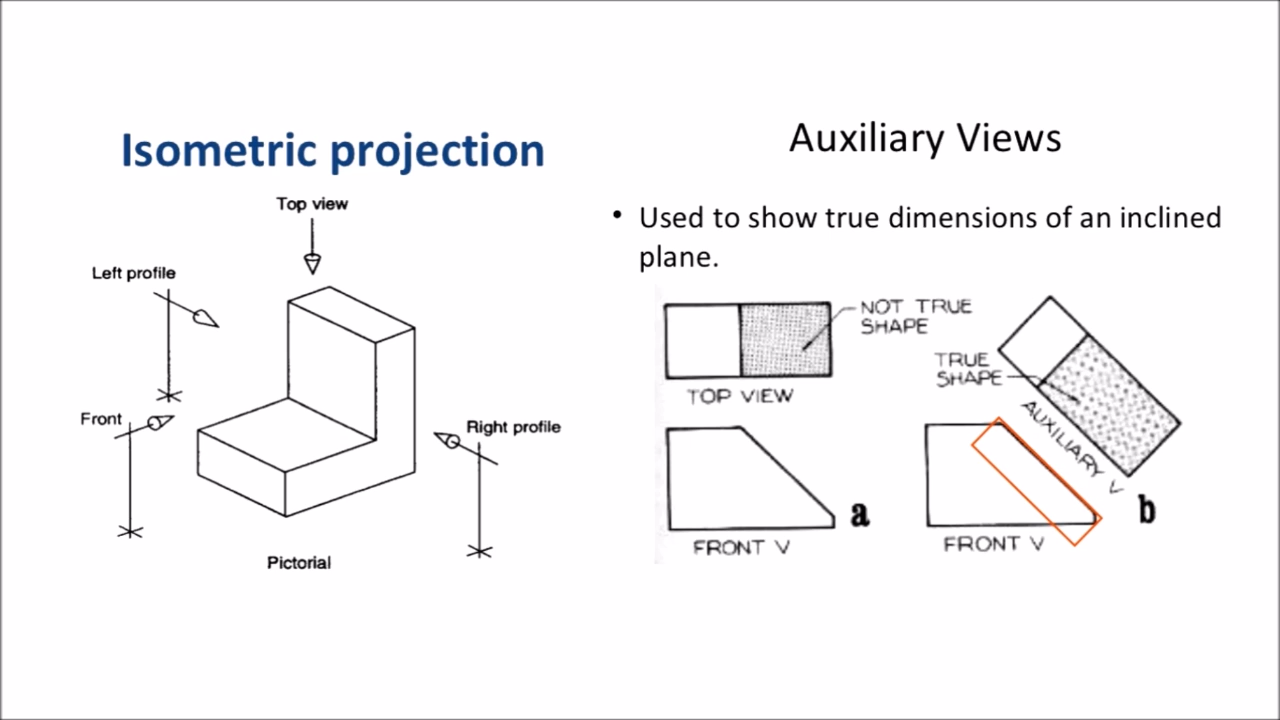 Isometric projection
Top view
Left profile
Front
Right profile
Pictorial
Auxiliary Views
• Used to show true dimensions of an inclined
plane.
NOT TRUE
SHAPE
TOP VIEW
FRONT V
a
TRUE
SHAPE
AUXILIARY V
FRONT V
b